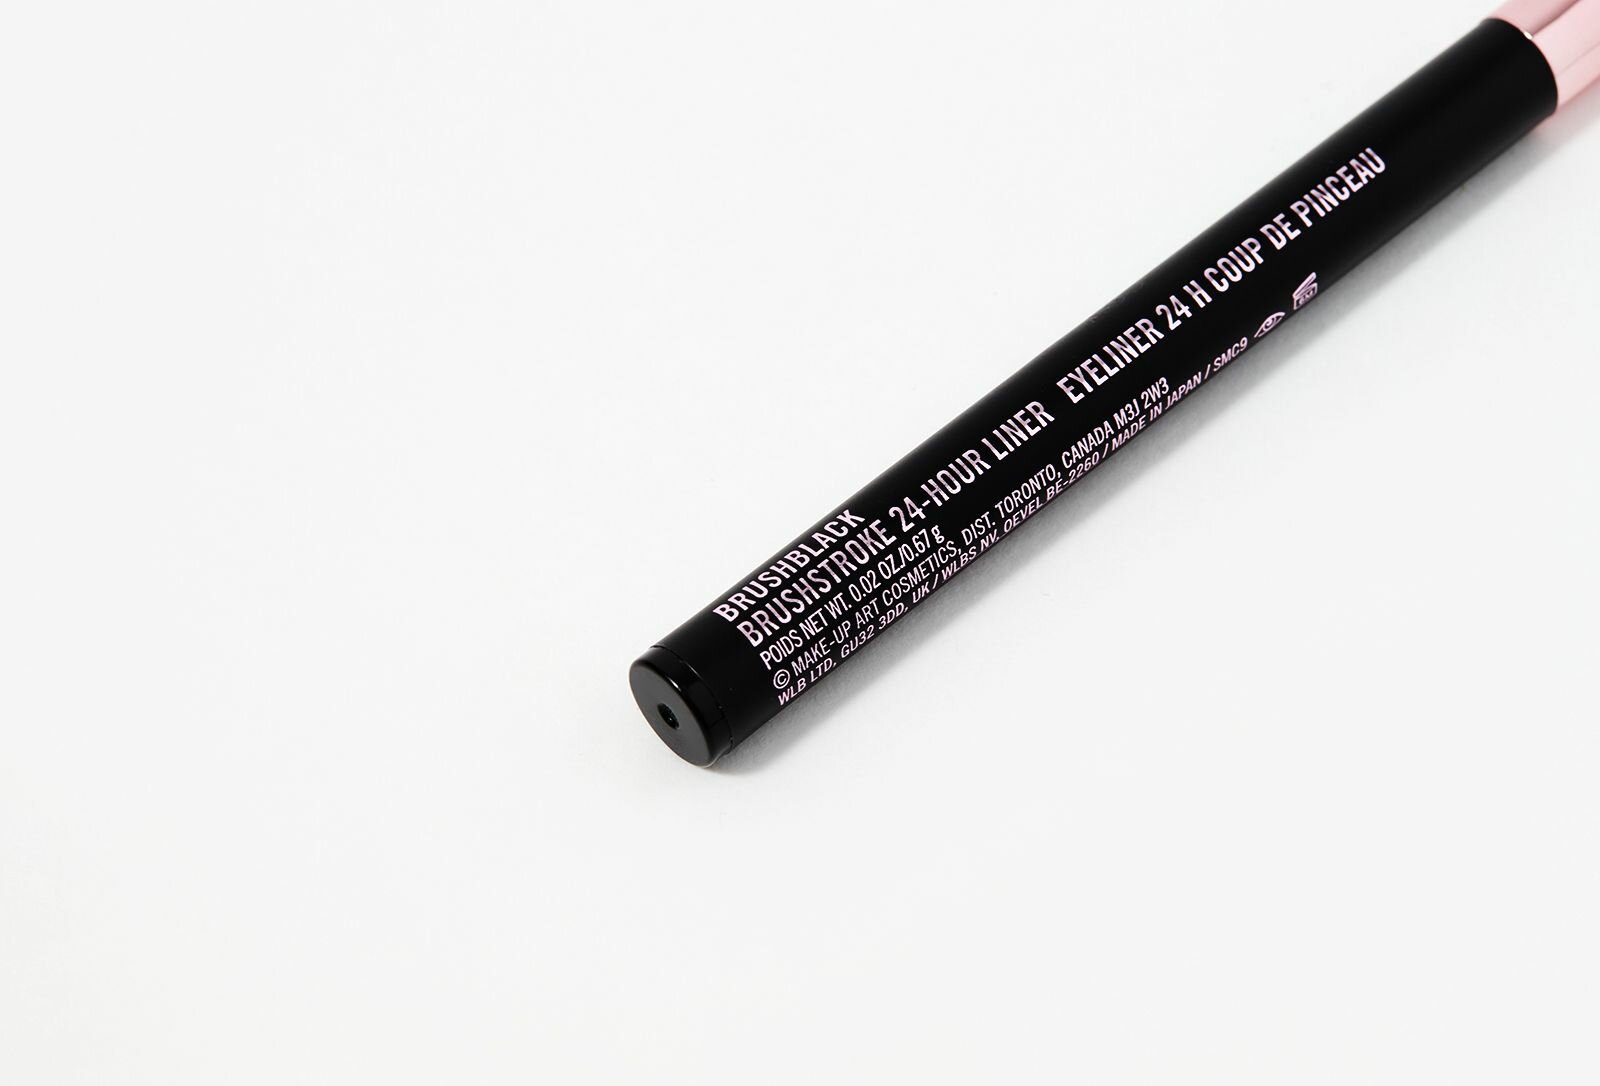 BRUSHBLACK
BRUSHSTROKE 24-HOUR LINER EYELINER 24 H COUP DE PINCEAU
POIDS NET WT. 0.02 OZ./0.67 g
© MAKE-UP ART COSMETICS, DIST. TORONTO, CANADA M3J 2W3
WLB LTD, GU32 3DD, UK / WLBS NV, OEVEL BE-2260 / MADE IN JAPAN / SMC9